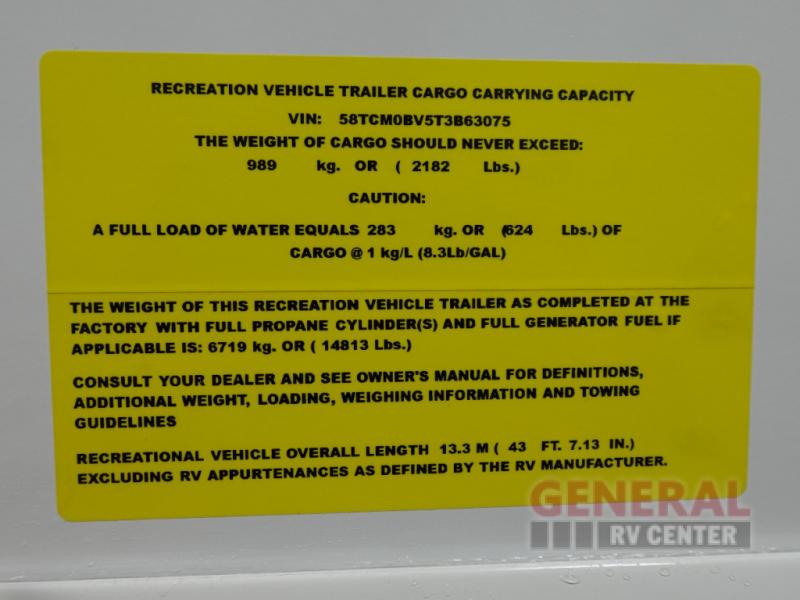 RECREATION VEHICLE TRAILER CARGO CARRYING CAPACITY
VIN: 58TCM0BV5T3B63075
THE WEIGHT OF CARGO SHOULD NEVER EXCEED:
989 kg. OR ( 2182 Lbs.)
CAUTION:
A FULL LOAD OF WATER EQUALS 283 kg. OR (624 Lbs.) OF
CARGO @ 1 kg/L (8.3Lb/GAL)
THE WEIGHT OF THIS RECREATION VEHICLE TRAILER AS COMPLETED AT THE
FACTORY WITH FULL PROPANE CYLINDER(S) AND FULL GENERATOR FUEL IF
APPLICABLE IS: 6719 kg. OR ( 14813 Lbs.)
CONSULT YOUR DEALER AND SEE OWNER'S MANUAL FOR DEFINITIONS,
ADDITIONAL WEIGHT, LOADING, WEIGHING INFORMATION AND TOWING
GUIDELINES
RECREATIONAL VEHICLE OVERALL LENGTH 13.3 M ( 43 FT. 7.13 IN.)
EXCLUDING RV APPURTENANCES AS DEFINED BY THE RV MANUFACTURER.
GENERAL
RV CENTER